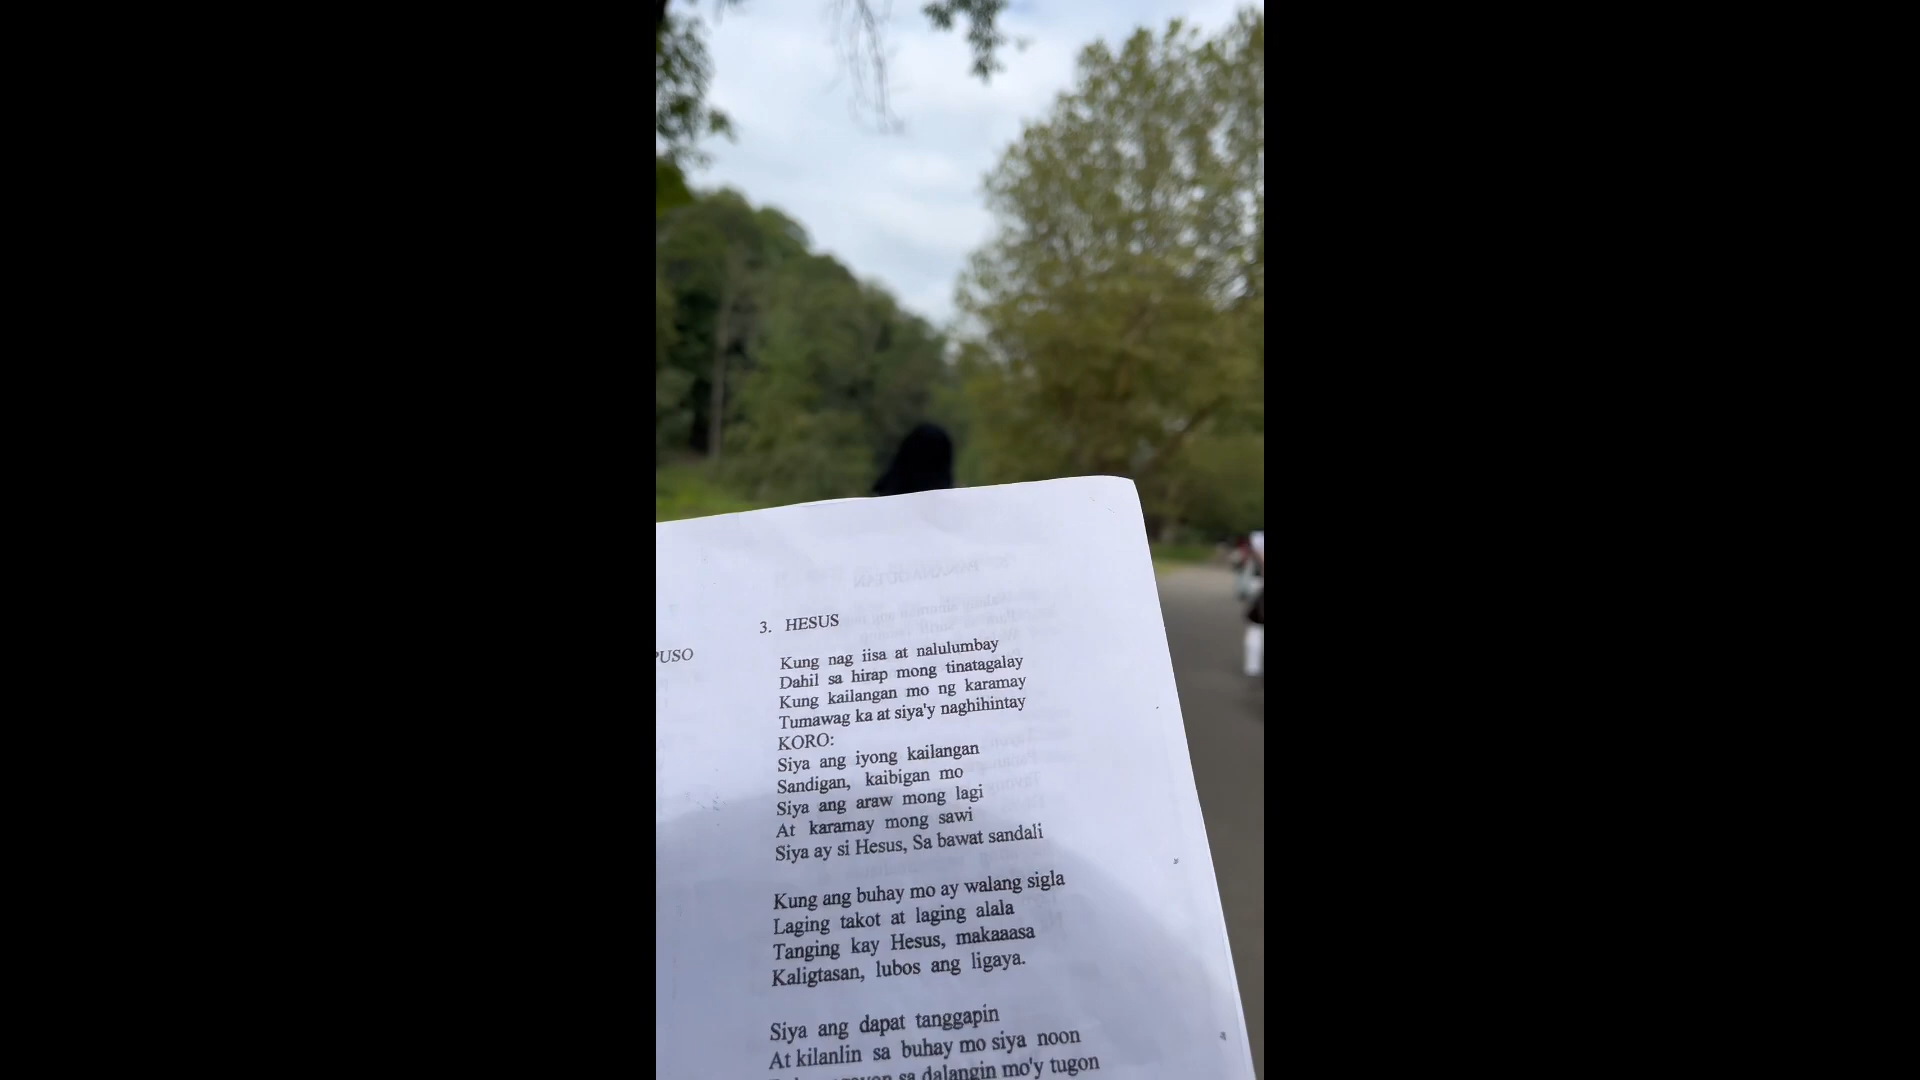 USO
3. HESUS
Kung nag iisa at nalulumbay
Dahil sa hirap mong tinatagalay
Kung kailangan mo ng karamay
Tumawag ka at siya'y naghihintay
KORO:
Siya ang iyong kailangan
Sandigan, kaibigan mo
Siya ang araw mong lagi
At karamay mong sawi
Siya ay si Hesus, Sa bawat sandali
Kung ang buhay mo ay walang sigla
Laging takot at laging alala
Tanging kay Hesus, makaaasa
Kaligtasan, lubos ang ligaya.
Siya ang dapat tanggapin
At kilanlin sa buhay mo siya noon
sa dalangin mo'y tugon